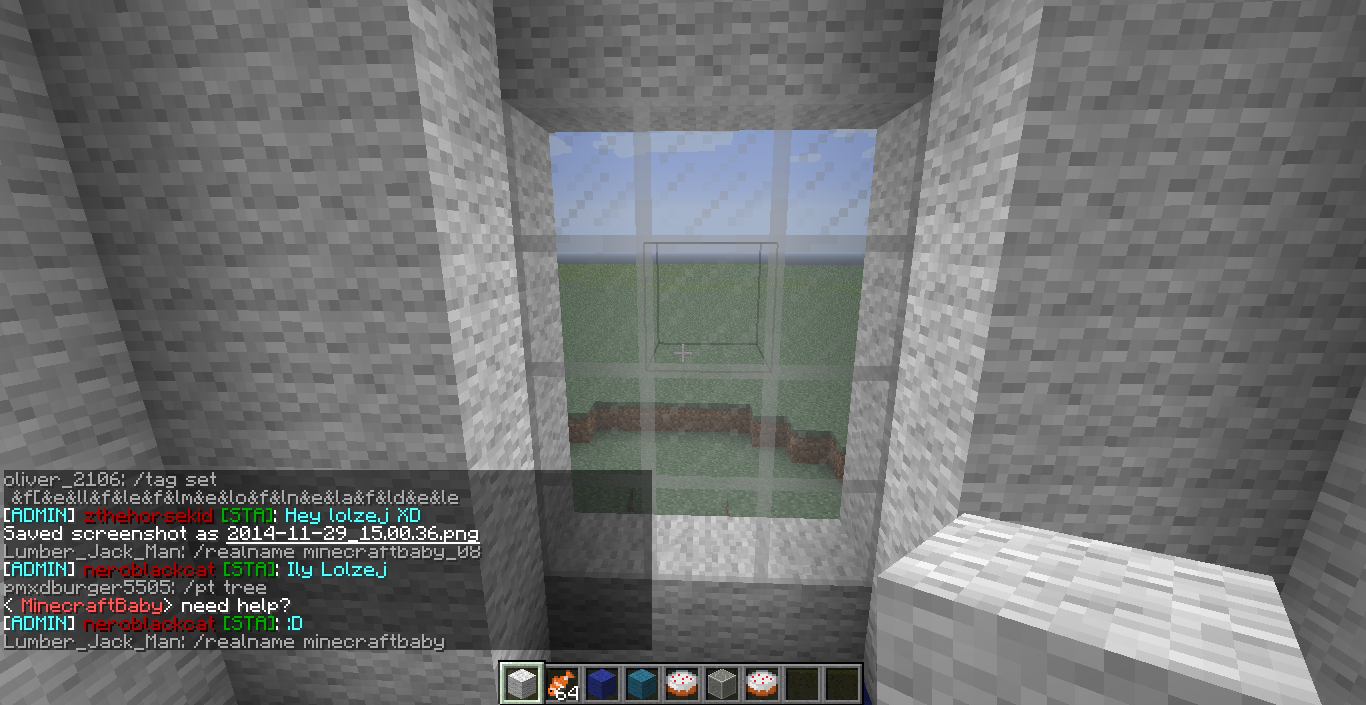 oliver_2106: /tag set
&f[&e&ll&f&le&f&lm&e&lo&f&ln&e&la&f&ld&e&le
[ADMIN] zthehorsekid [STA]: Hey lolzej XD
Saved screenshot as 2014-11-29_15.00.36.png
Lumber_Jack_Man: /realname minecraftbaby_08
[ADMIN] neroblackcat [STA]: Ily Lolzej
pmxdburger5505: /pt tree
< MinecraftBaby> need help?
[ADMIN] neroblackcat [STA]: :D
Lumber_Jack_Man: /realname minecraftbaby
64